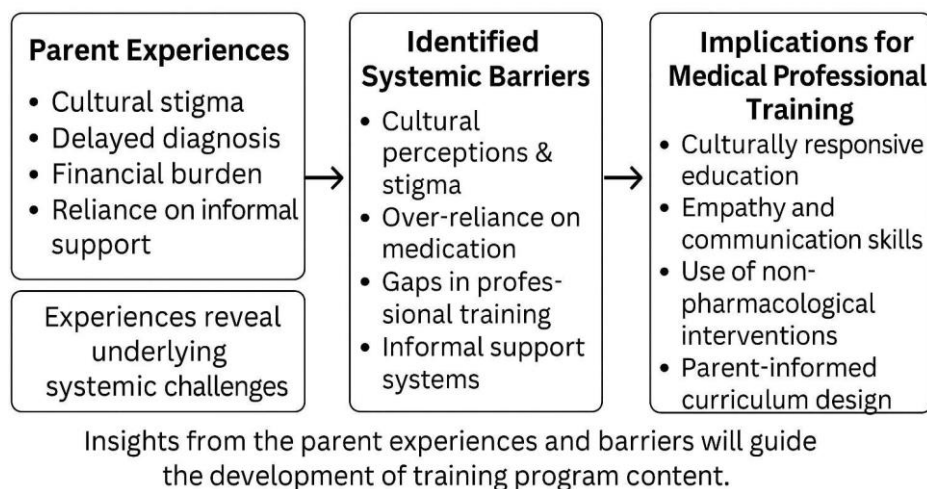 Parent Experiences
• Cultural stigma
• Delayed diagnosis
• Financial burden
• Reliance on informal
support
Experiences reveal
underlying
systemic challenges
Identified
Systemic Barriers
• Cultural
perceptions &
stigma
• Over-reliance on
medication
• Gaps in profes-
sional training
• Informal support
systems
Implications for
Medical Professional
Training
• Culturally responsive
education
• Empathy and
communication skills
• Use of non-
pharmacological
interventions
• Parent-informed
curriculum design
Insights from the parent experiences and barriers will guide
the development of training program content.